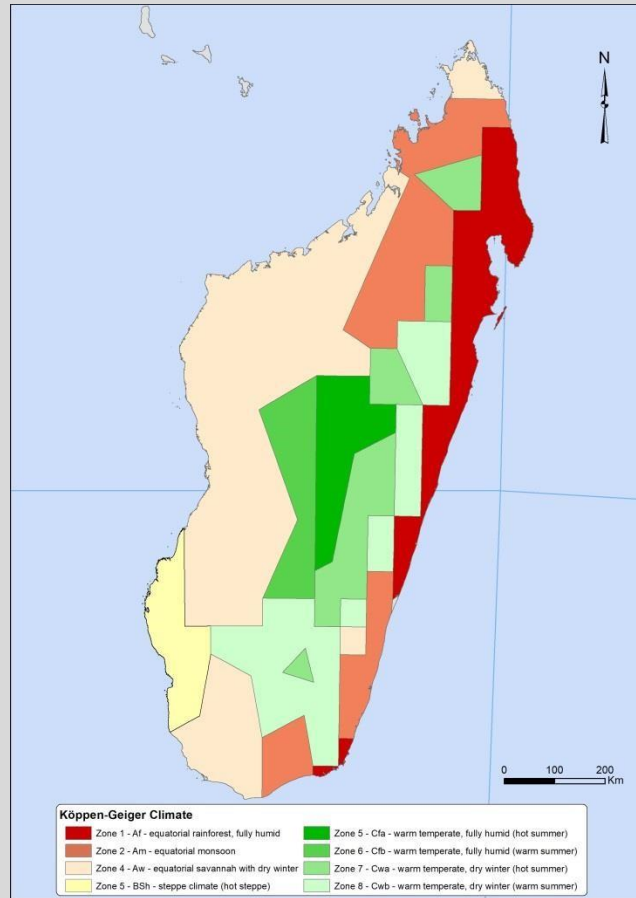 N
0 100 200
Km
Köppen-Geiger Climate
Zone 1 - Af - equatorial rainforest, fully humid
Zone 2 - Am - equatorial monsoon
Zone 4 - Aw - equatorial savannah with dry winter
Zone 5 - BSh - steppe climate (hot steppe)
Zone 5 - Cfa - warm temperate, fully humid (hot summer)
Zone 6 - Cfb - warm temperate, fully humid (warm summer)
Zone 7 - Cwa - warm temperate, dry winter (hot summer)
Zone 8 - Cwb - warm temperate, dry winter (warm summer)